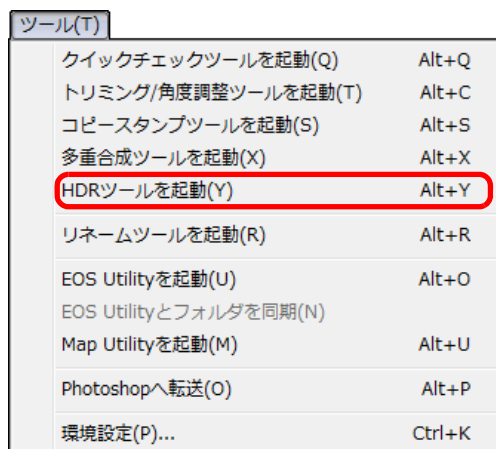 ツール(T)
クイックチェックツールを起動(Q) Alt+Q
トリミング/角度調整ツールを起動(T) Alt+C
コピースタンプツールを起動(S) Alt+S
多重合成ツールを起動(X) Alt+X
HDRツールを起動(Y) Alt+Y
リネームツールを起動(R) Alt+R
EOS Utilityを起動(U) Alt+O
EOS Utilityとフォルダを同期(N)
Map Utilityを起動(M) Alt+U
Photoshopへ転送(O) Alt+P
環境設定(P)... Ctrl+K